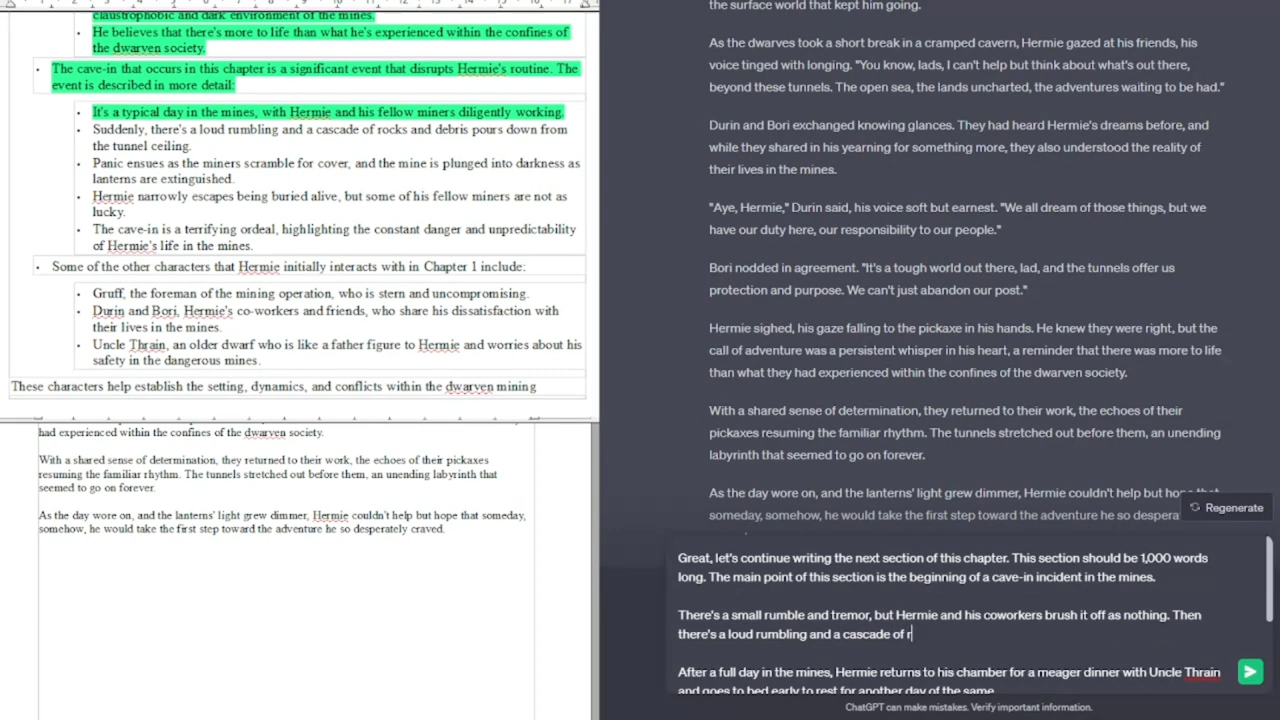 claustrophobic and dark environment of the mines.
He believes that there's more to life than what he's experienced within the confines of
the dwarven society.
The cave-in that occurs in this chapter is a significant event that disrupts Hermie's routine. The
event is described in more detail:
It's a typical day in the mines, with Hermie and his fellow miners diligently working.
Suddenly, there's a loud rumbling and a cascade of rocks and debris pours down from
the tunnel ceiling.
Panic ensues as the miners scramble for cover, and the mine is plunged into darkness as
lanterns are extinguished.
Hermie narrowly escapes being buried alive, but some of his fellow miners are not as
lucky.
The cave-in is a terrifying ordeal, highlighting the constant danger and unpredictability
of Hermie's life in the mines.
Some of the other characters that Hermie initially interacts with in Chapter 1 include:
Gruff, the foreman of the mining operation, who is stern and uncompromising.
Durin and Bori, Hermie's co-workers and friends, who share his dissatisfaction with
their lives in the mines.
Uncle Thrain, an older dwarf who is like a father figure to Hermie and worries about his
safety in the dangerous mines.
These characters help establish the setting, dynamics, and conflicts within the dwarven mining
had experienced within the confines of the dwarven society.
With a shared sense of determination, they returned to their work, the echoes of their pickaxes
resuming the familiar rhythm. The tunnels stretched out before them, an unending labyrinth that
seemed to go on forever.
As the day wore on, and the lanterns' light grew dimmer, Hermie couldn't help but hope that someday,
somehow, he would take the first step toward the adventure he so desperately craved.
the surface world that kept him going.
As the dwarves took a short break in a cramped cavern, Hermie gazed at his friends, his
voice tinged with longing. "You know, lads, I can't help but think about what's out there,
beyond these tunnels. The open sea, the lands uncharted, the adventures waiting to be had."
Durin and Bori exchanged knowing glances. They had heard Hermie's dreams before, and
while they shared in his yearning for something more, they also understood the reality of
their lives in the mines.
"Aye, Hermie," Durin said, his voice soft but earnest. "We all dream of those things, but we
have our duty here, our responsibility to our people."
Bori nodded in agreement. "It's a tough world out there, lad, and the tunnels offer us
protection and purpose. We can't just abandon our post."
Hermie sighed, his gaze falling to the pickaxe in his hands. He knew they were right, but the
call of adventure was a persistent whisper in his heart, a reminder that there was more to life
than what they had experienced within the confines of the dwarven society.
With a shared sense of determination, they returned to their work, the echoes of their
pickaxes resuming the familiar rhythm. The tunnels stretched out before them, an unending
labyrinth that seemed to go on forever.
As the day wore on, and the lanterns' light grew dimmer, Hermie couldn't help but hope that
someday, somehow, he would take the first step toward the adventure he so despera
Regenerate
Great, let's continue writing the next section of this chapter. This section should be 1,000 words
long. The main point of this section is the beginning of a cave-in incident in the mines.
There's a small rumble and tremor, but Hermie and his coworkers brush it off as nothing. Then
there's a loud rumbling and a cascade of r
After a full day in the mines, Hermie returns to his chamber for a meager dinner with Uncle Thrain
and goes to bed early to rest for another day of the same.
ChatGPT can make mistakes. Verify important information.